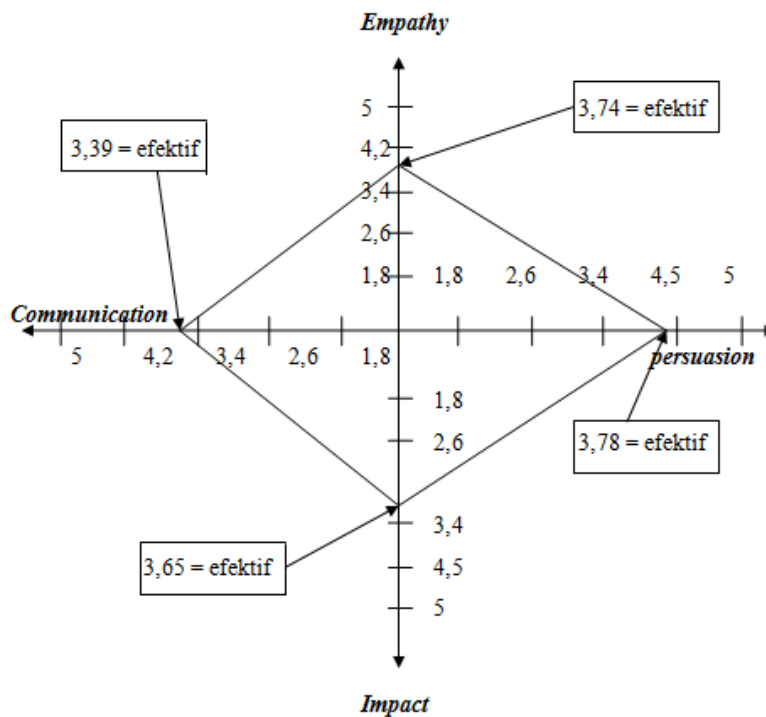 Empathy
5
3,74 = efektif
3,39 = efektif
4,2
3,4
2,6
1,8 1,8 2,6 3,4 4,5 5
Communication
5 4,2 3,4 2,6 1,8 persuasion
1,8
2,6
3,78 = efektif
3,4
3,65 = efektif
4,5
5
Impact